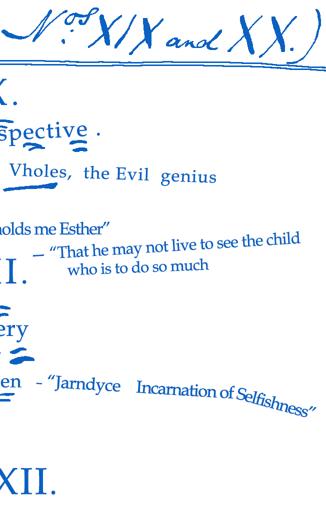 Nos XIX and XX.)
X.
spective .
Vholes, the Evil genius
holds me Esther”
– “That he may not live to see the child
who is to do so much
II.
ery
en - “Jarndyce Incarnation of Selfishness”
XII.